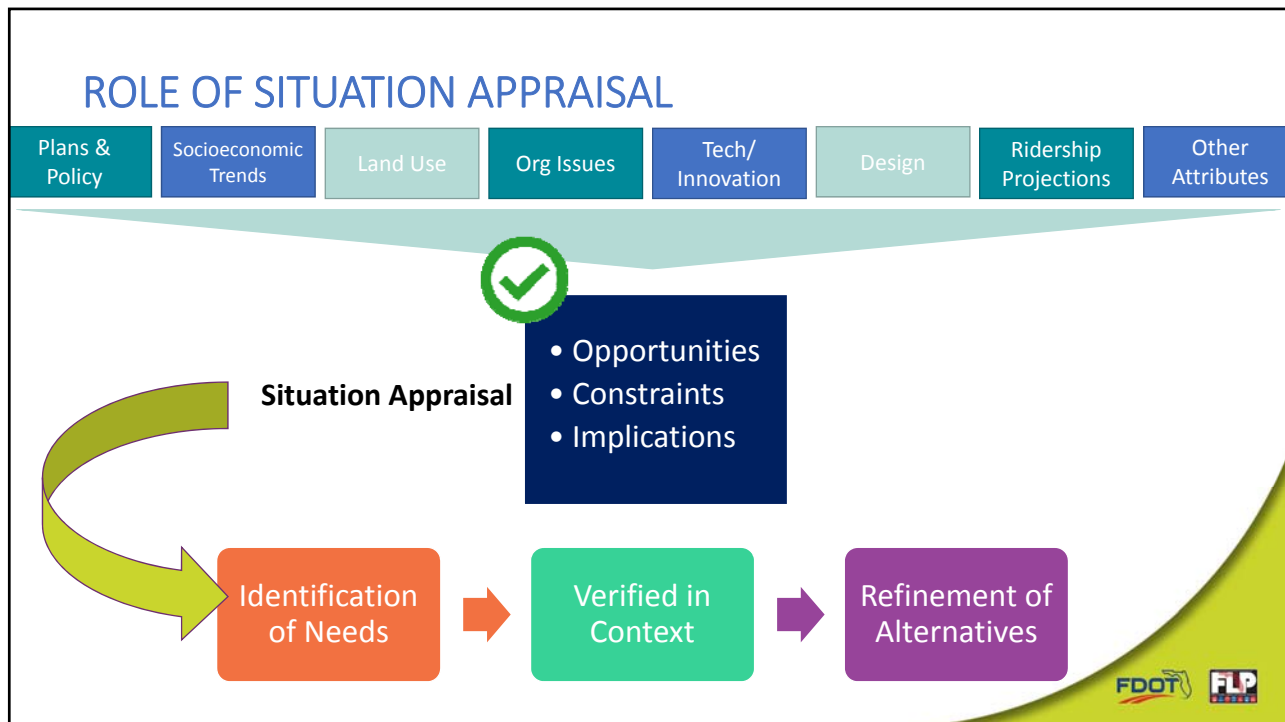 ROLE OF SITUATION APPRAISAL
Plans &
Policy
Socioeconomic
Trends
Land Use
Org Issues
Tech/
Innovation
Design
Ridership
Projections
Other
Attributes
Situation Appraisal
• Opportunities
• Constraints
• Implications
Identification
of Needs
Verified in
Context
Refinement of
Alternatives
FDOT
FLP